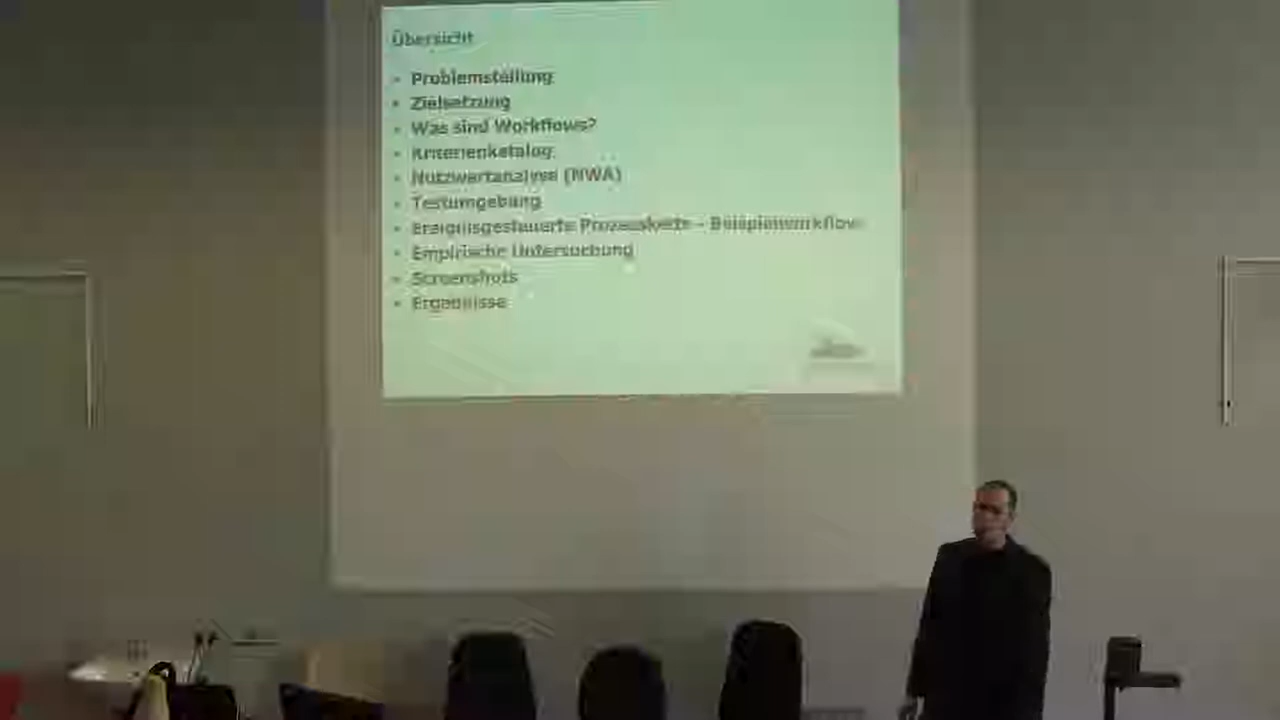 Übersicht
Problemstellung
Zielsetzung
Was sind Workflows?
Kriterienkatalog
Nutzwertanalyse (NWA)
Testumgebung
Ereignisgesteuerte Prozesskette - Beispielworkflow
Empirische Untersuchung
Screenshots
Ergebnisse